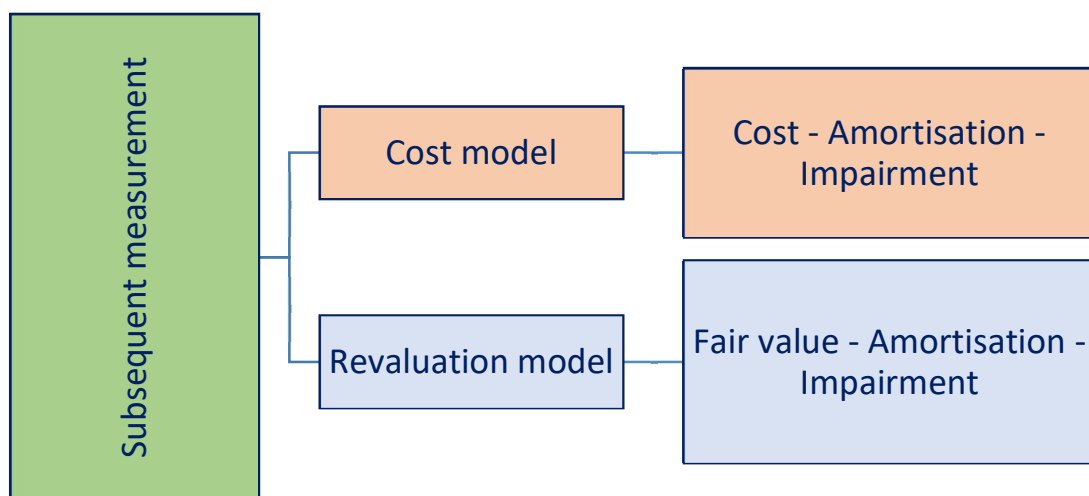 Subsequent measurement
Cost model
Cost - Amortisation -
Impairment
Revaluation model
Fair value - Amortisation -
Impairment